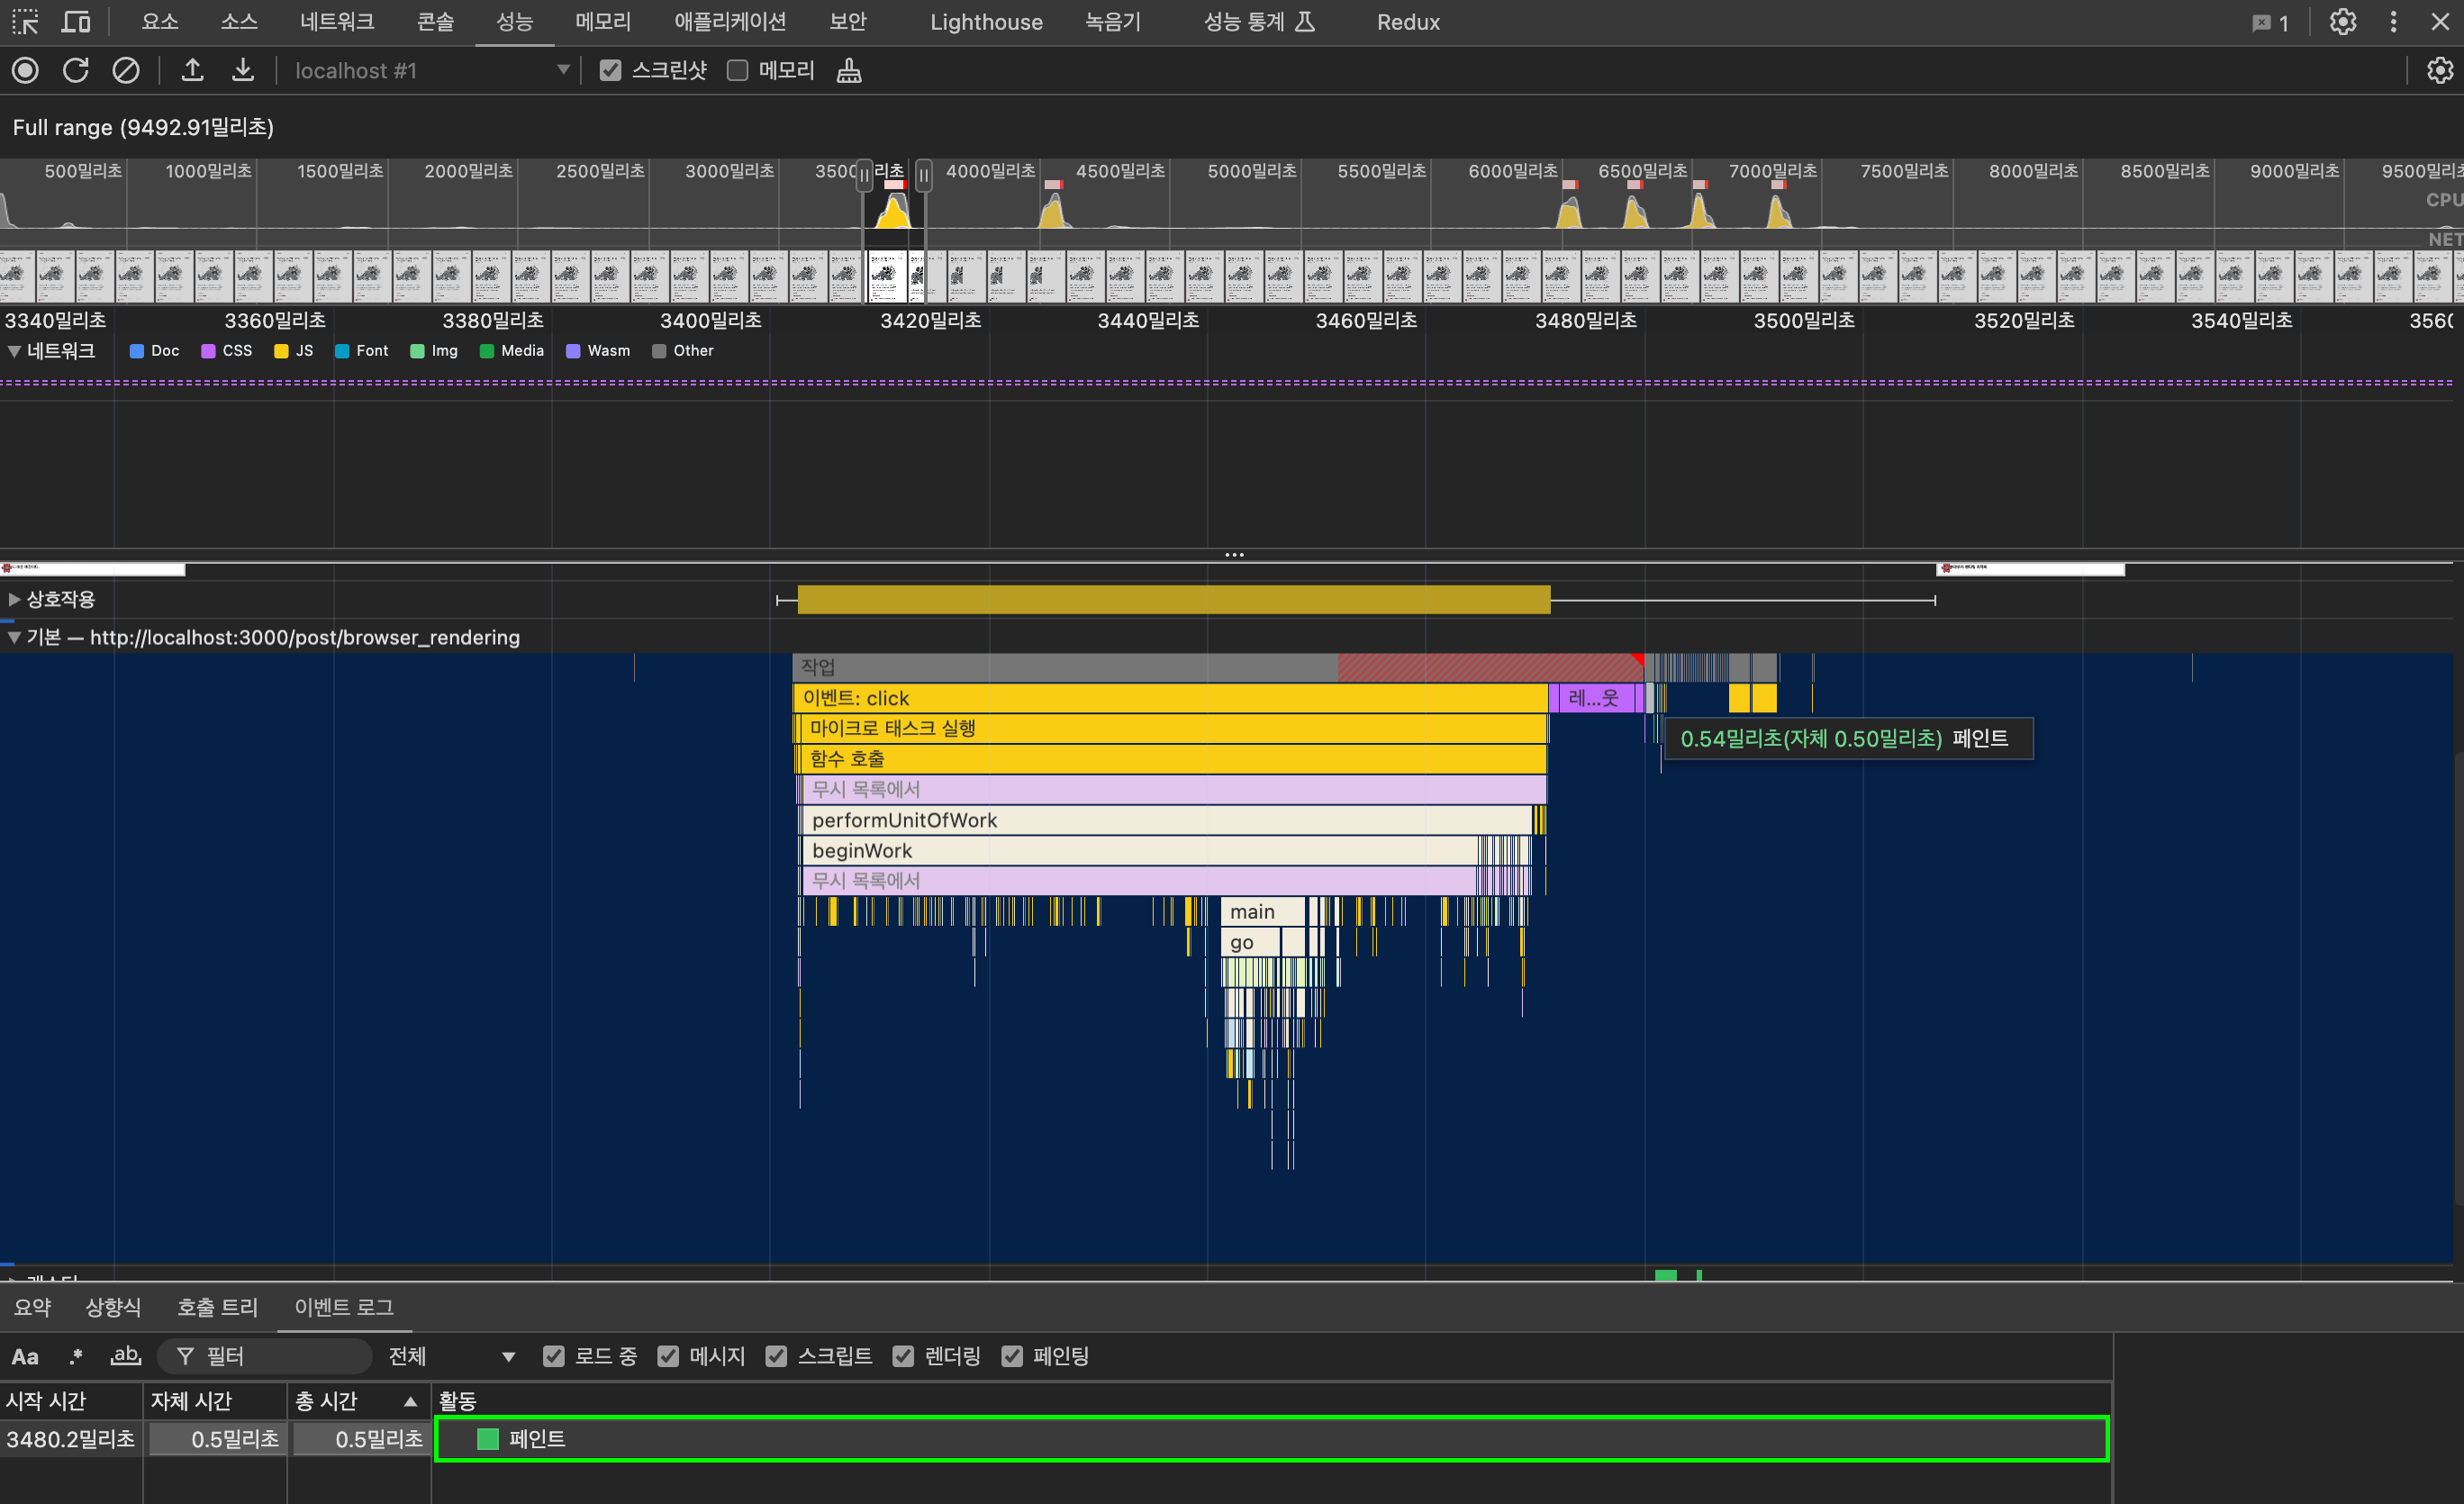 요소 소스 네트워크 콘솔 성능 메모리 애플리케이션 보안 Lighthouse 녹음기 성능 통계 Redux 1
localhost #1 스크린샷 메모리
Full range (9492.91밀리초)
500밀리초 1000밀리초 1500밀리초 2000밀리초 2500밀리초 3000밀리초 3500 리초 4000밀리초 4500밀리초 5000밀리초 5500밀리초 6000밀리초 6500밀리초 7000밀리초 7500밀리초 8000밀리초 8500밀리초 9000밀리초 9500밀리초
CPU
NET
3340밀리초 3360밀리초 3380밀리초 3400밀리초 3420밀리초 3440밀리초 3460밀리초 3480밀리초 3500밀리초 3520밀리초 3540밀리초 3560
네트워크 Doc CSS JS Font Img Media Wasm Other
상호작용
기본 — http://localhost:3000/post/browser_rendering
작업
이벤트: click 레...웃
마이크로 태스크 실행
0.54밀리초(자체 0.50밀리초) 페인트
함수 호출
무시 목록에서
performUnitOfWork
beginWork
무시 목록에서
main
go
요약 상향식 호출 트리 이벤트 로그
Aa .* ab 필터 전체 ▼ 로드 중 메시지 스크립트 렌더링 페인팅
시작 시간 자체 시간 총 시간 ▲ 활동
3480.2밀리초 0.5밀리초 0.5밀리초 페인트